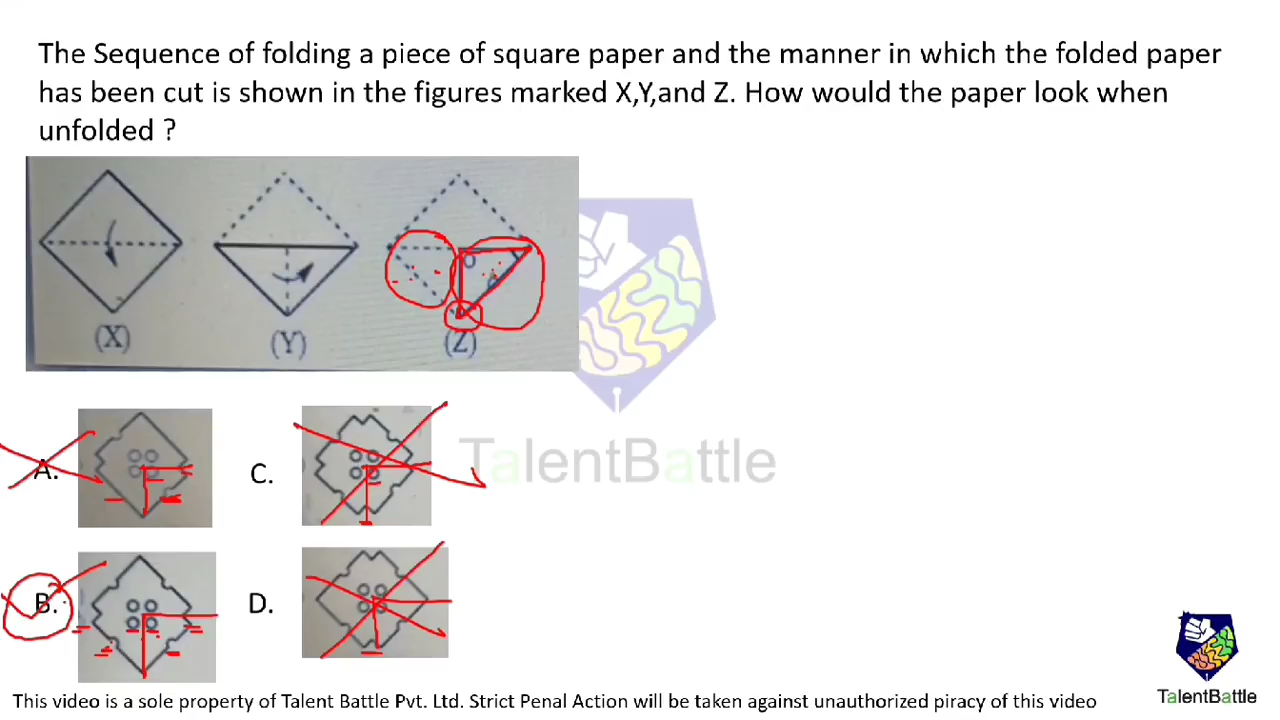 The Sequence of folding a piece of square paper and the manner in which the folded paper
has been cut is shown in the figures marked X,Y,and Z. How would the paper look when
unfolded ?
(X) (Y) (Z)
A. C.
B. D.
TalentBattle
TalentBattle
This video is a sole property of Talent Battle Pvt. Ltd. Strict Penal Action will be taken against unauthorized piracy of this video